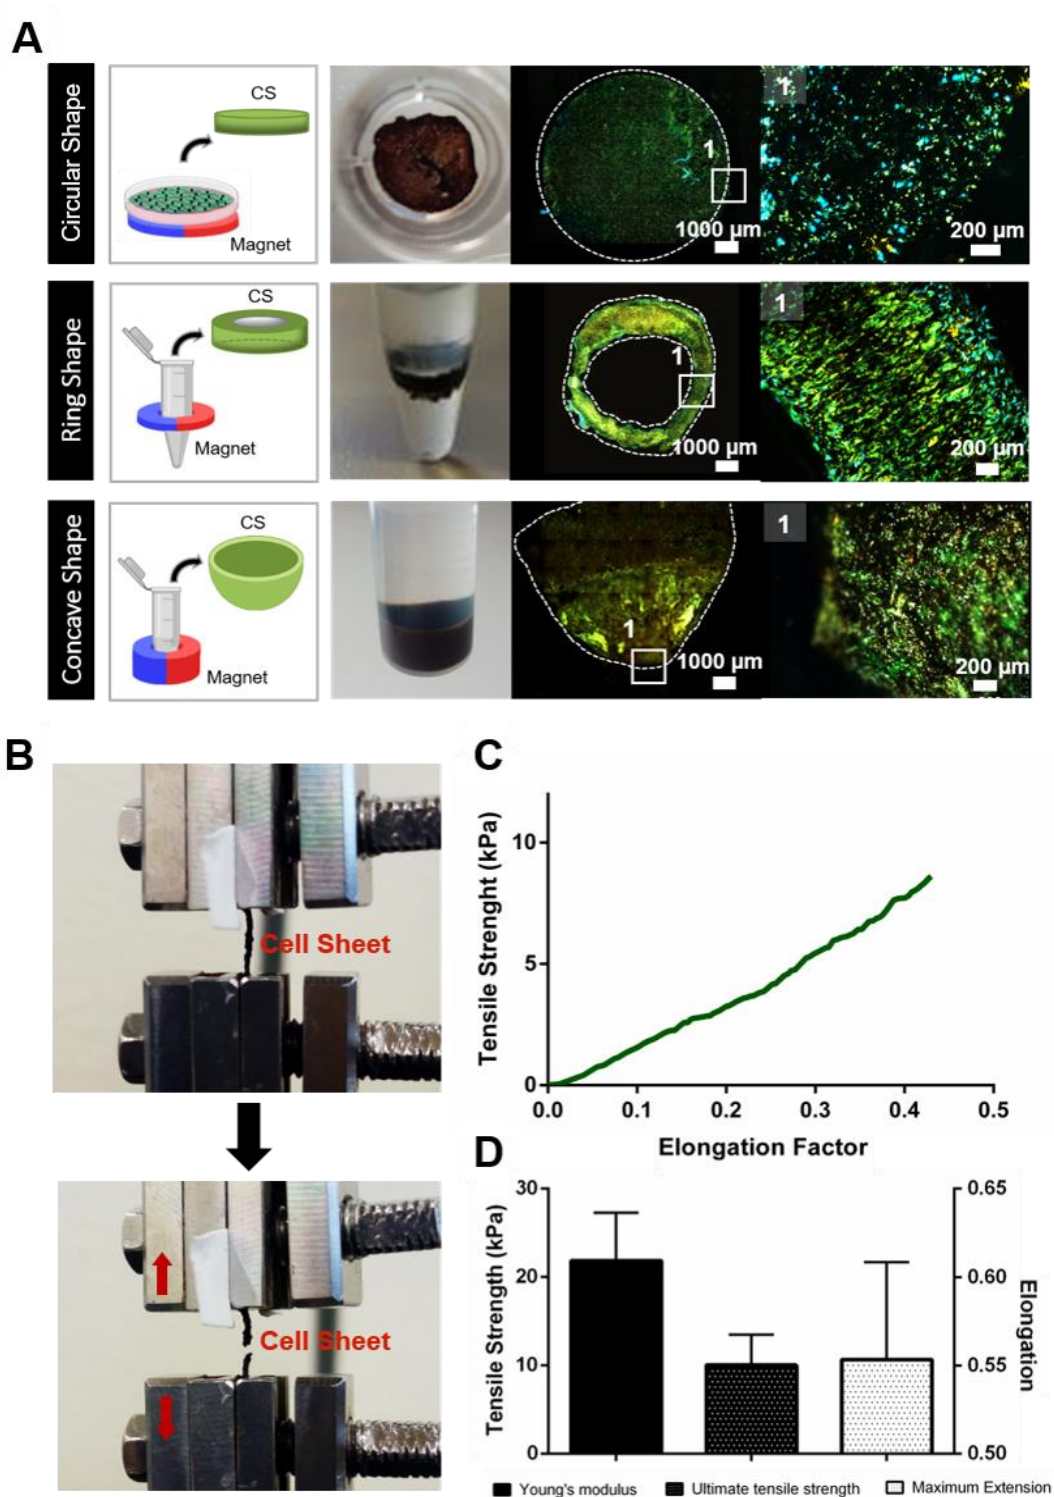 A
Circular Shape
CS
Magnet
1
1000 µm
1
200 µm
Ring Shape
CS
Magnet
1
1000 µm
1
200 µm
Concave Shape
CS
Magnet
1
1000 µm
1
200 µm
B
Cell Sheet
Cell Sheet
C
Tensile Strenght (kPa)
10
5
0
0.0 0.1 0.2 0.3 0.4 0.5
Elongation Factor
D
Tensile Strength (kPa)
30
20
10
0
0.65
0.60
0.55
0.50
Elongation
Young's modulus Ultimate tensile strength Maximum Extension